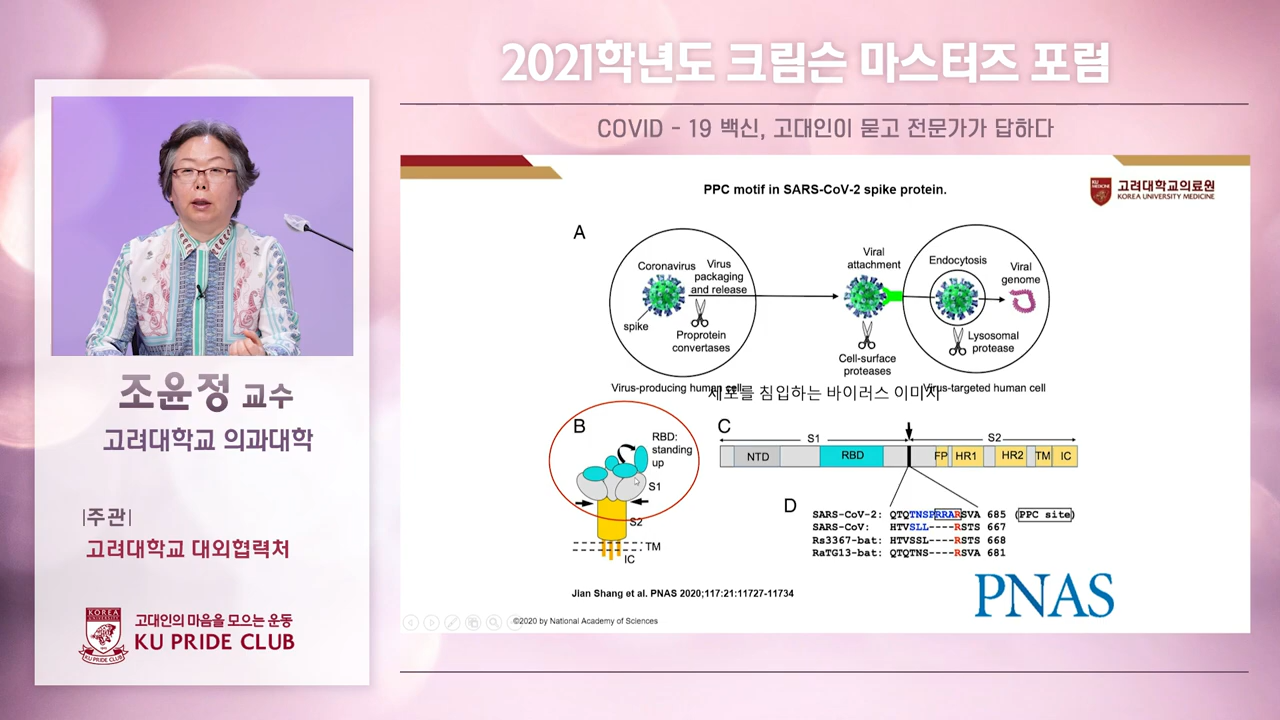 2021학년도 크림슨 마스터즈 포럼
COVID - 19 백신, 고대인이 묻고 전문가가 답하다
조윤정 교수
고려대학교 의과대학
|주관|
고려대학교 대외협력처
KOREA
UNIVERSITY
KU PRIDE CLUB
고대인의 마음을 모으는 운동
KU PRIDE CLUB
PPC motif in SARS-CoV-2 spike protein.
KU
MEDICINE
고려대학교의료원
KOREA UNIVERSITY MEDICINE
A
Coronavirus
Virus
packaging
and release
spike
Proprotein
convertases
Virus-producing human cell
Viral
attachment
Cell-surface
proteases
Endocytosis
Viral
genome
Lysosomal
protease
Virus-targeted human cell
세포를 침입하는 바이러스 이미지
B
RBD:
standing
up
S1
S2
TM
IC
C
S1
S2
NTD
RBD
FP
HR1
HR2
TM
IC
D
SARS-CoV-2: QTQTNSPRRARSVA 685 (PPC site)
SARS-CoV: HTVSLL----RSTS 667
Rs3367-bat: HTVSSL----RSTS 668
RaTG13-bat: QTQTNS----RSVA 681
Jian Shang et al. PNAS 2020;117:21:11727-11734
PNAS
©2020 by National Academy of Sciences